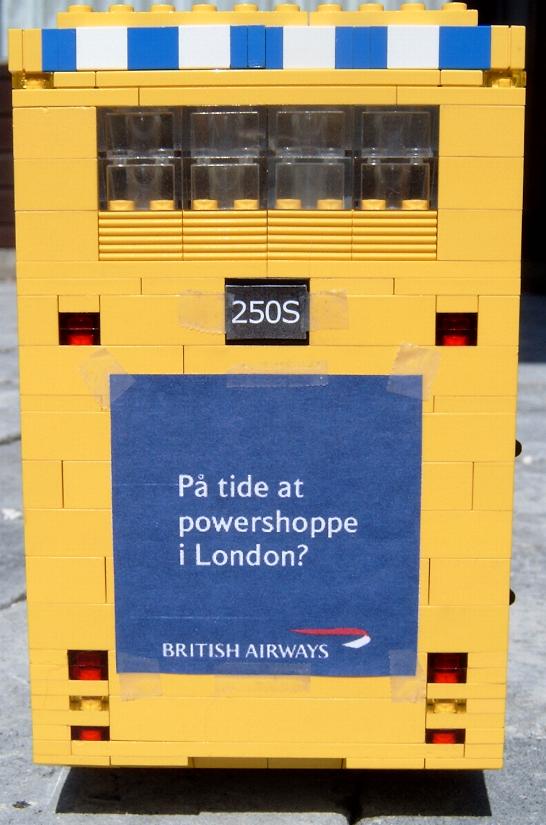 250S
På tide at
powershoppe
i London?
BRITISH AIRWAYS